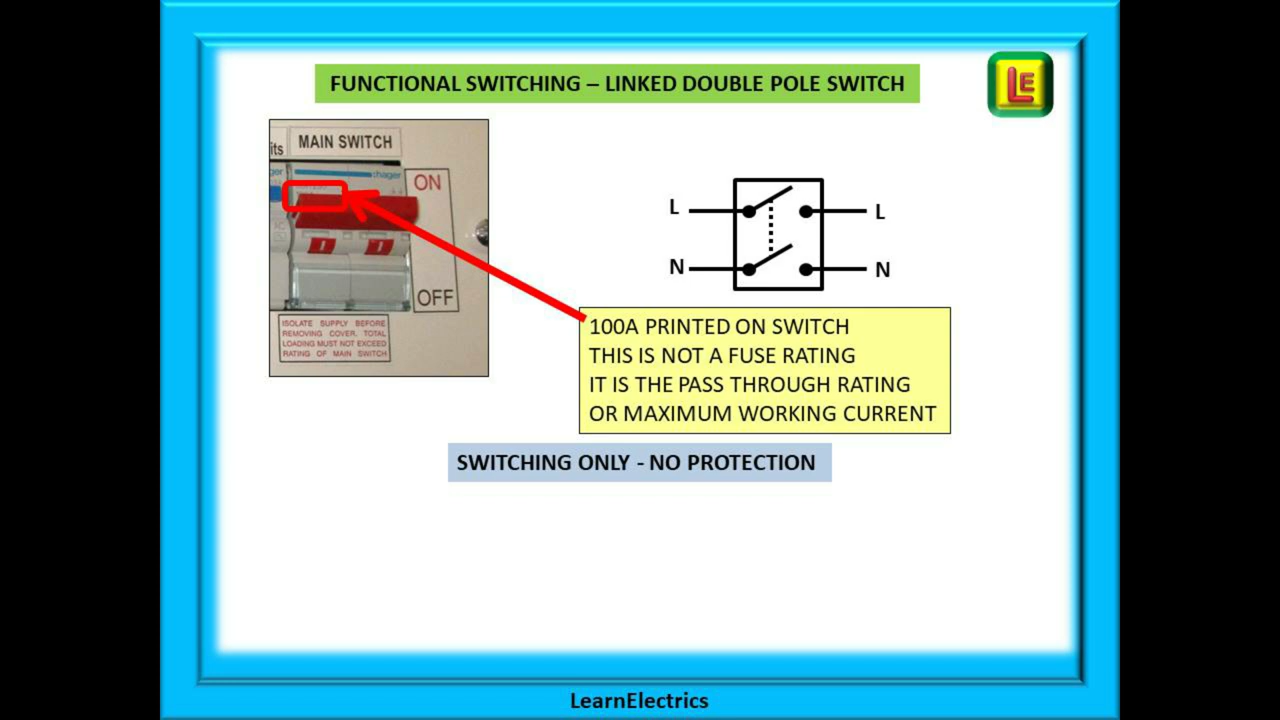 FUNCTIONAL SWITCHING – LINKED DOUBLE POLE SWITCH
LE
its
MAIN SWITCH
:hager
ON
OFF
ISOLATE SUPPLY BEFORE
REMOVING COVER. TOTAL
LOADING MUST NOT EXCEED
RATING OF MAIN SWITCH
L
L
N
N
100A PRINTED ON SWITCH
THIS IS NOT A FUSE RATING
IT IS THE PASS THROUGH RATING
OR MAXIMUM WORKING CURRENT
SWITCHING ONLY - NO PROTECTION
LearnElectrics